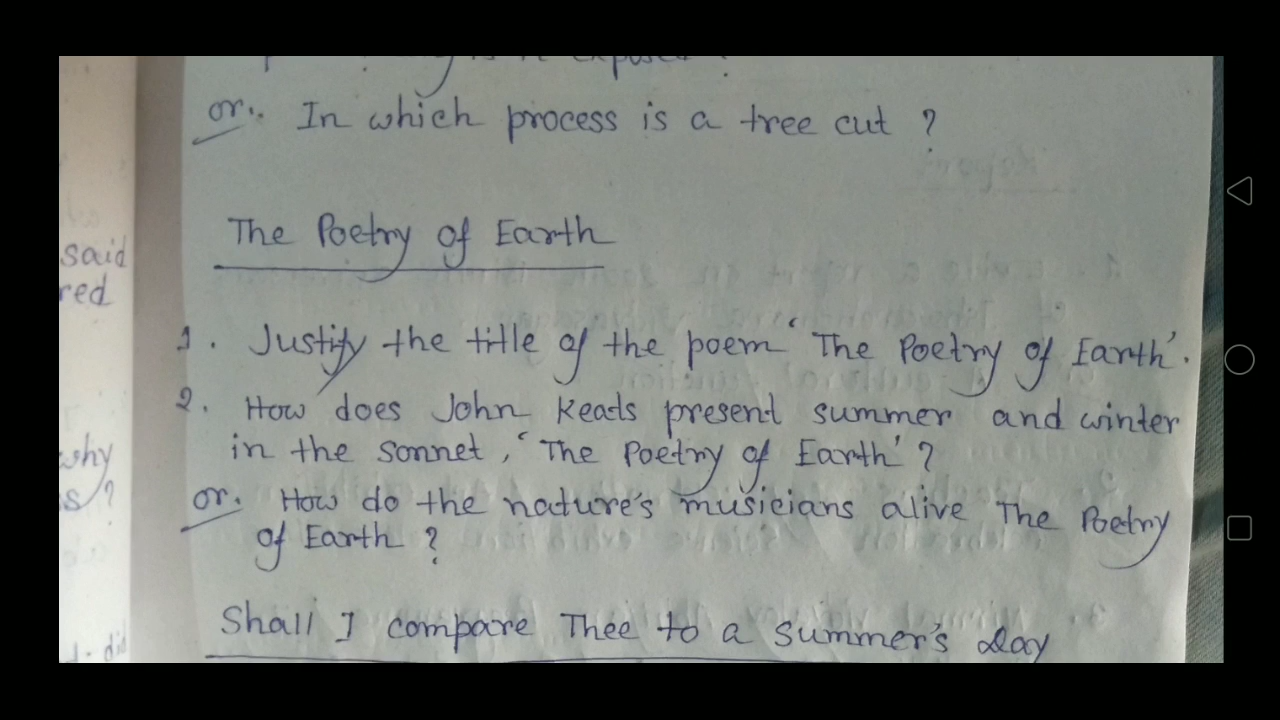 or.. In which process is a tree cut ?
The Poetry of Earth
said
red
1. Justify the title of the poem 'The Poetry of Earth'.
2. How does John Keats present summer and winter
why
in the sonnet, 'The Poetry of Earth' ?
s ?
or. How do the nature's musicians alive The Poetry
of Earth ?
Shall I compare Thee to a Summer's day
did